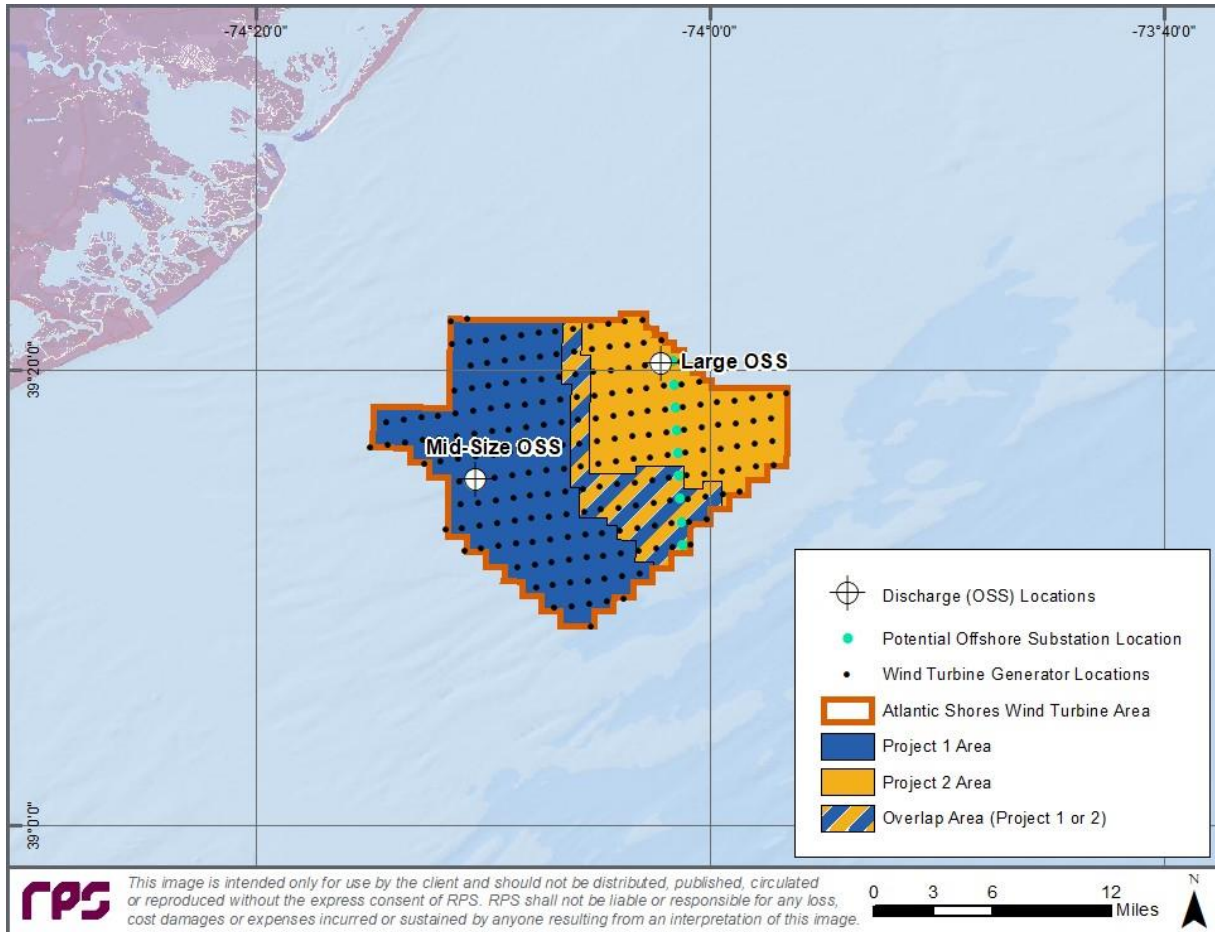 -74°20'0"
-74°0'0"
-73°40'0"
39°20'0"
39°0'0"
Large OSS
Mid-Size OSS
Discharge (OSS) Locations
Potential Offshore Substation Location
Wind Turbine Generator Locations
Atlantic Shores Wind Turbine Area
Project 1 Area
Project 2 Area
Overlap Area (Project 1 or 2)
rps
This image is intended only for use by the client and should not be distributed, published, circulated
or reproduced without the express consent of RPS. RPS shall not be liable or responsible for any loss,
cost damages or expenses incurred or sustained by anyone resulting from an interpretation of this image.
0 3 6 12
Miles
N